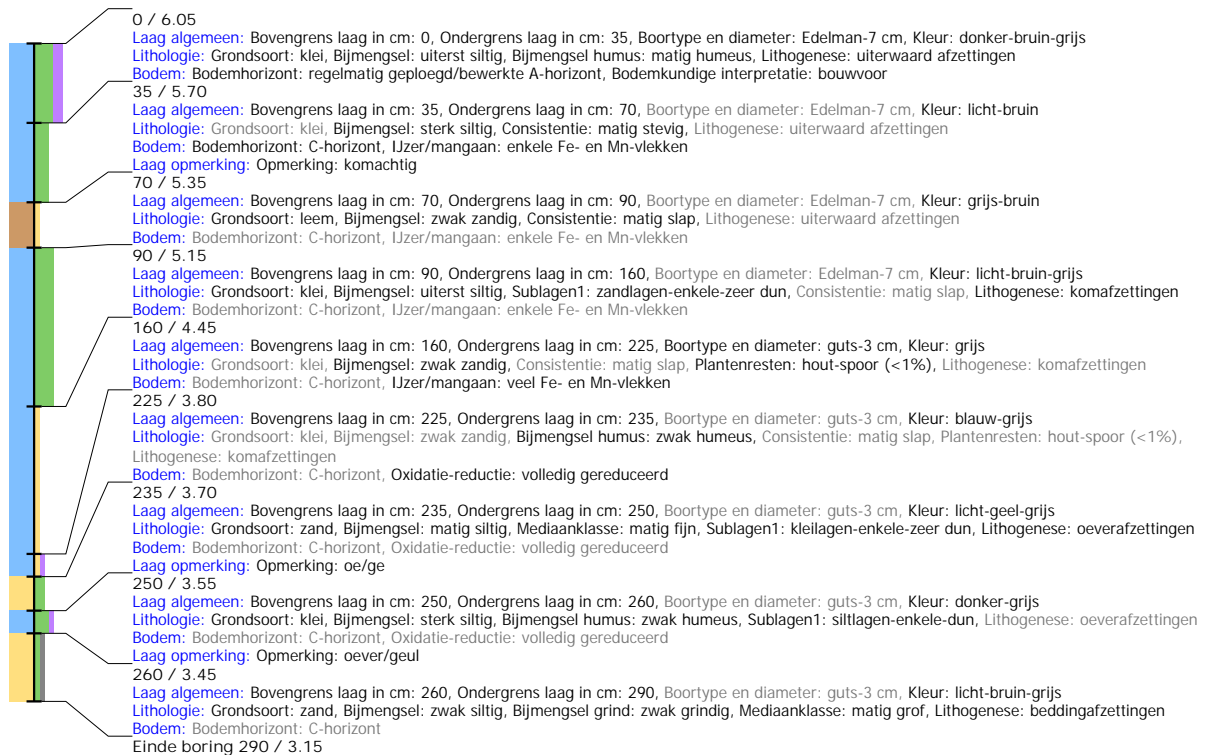 0 / 6.05
Laag algemeen: Bovengrens laag in cm: 0, Ondergrens laag in cm: 35, Boortype en diameter: Edelman-7 cm, Kleur: donker-bruin-grijs
Lithologie: Grondsoort: klei, Bijmengsel: uiterst siltig, Bijmengsel humus: matig humeus, Lithogenese: uiterwaard afzettingen
Bodem: Bodemhorizont: regelmatig geploegd/bewerkte A-horizont, Bodemkundige interpretatie: bouwvoor
35 / 5.70
Laag algemeen: Bovengrens laag in cm: 35, Ondergrens laag in cm: 70, Boortype en diameter: Edelman-7 cm, Kleur: licht-bruin
Lithologie: Grondsoort: klei, Bijmengsel: sterk siltig, Consistentie: matig stevig, Lithogenese: uiterwaard afzettingen
Bodem: Bodemhorizont: C-horizont, IJzer/mangaan: enkele Fe- en Mn-vlekken
Laag opmerking: Opmerking: komachtig
70 / 5.35
Laag algemeen: Bovengrens laag in cm: 70, Ondergrens laag in cm: 90, Boortype en diameter: Edelman-7 cm, Kleur: grijs-bruin
Lithologie: Grondsoort: leem, Bijmengsel: zwak zandig, Consistentie: matig slap, Lithogenese: uiterwaard afzettingen
Bodem: Bodemhorizont: C-horizont, IJzer/mangaan: enkele Fe- en Mn-vlekken
90 / 5.15
Laag algemeen: Bovengrens laag in cm: 90, Ondergrens laag in cm: 160, Boortype en diameter: Edelman-7 cm, Kleur: licht-bruin-grijs
Lithologie: Grondsoort: klei, Bijmengsel: uiterst siltig, Sublagen1: zandlagen-enkele-zeer dun, Consistentie: matig slap, Lithogenese: komafzettingen
Bodem: Bodemhorizont: C-horizont, IJzer/mangaan: enkele Fe- en Mn-vlekken
160 / 4.45
Laag algemeen: Bovengrens laag in cm: 160, Ondergrens laag in cm: 225, Boortype en diameter: guts-3 cm, Kleur: grijs
Lithologie: Grondsoort: klei, Bijmengsel: zwak zandig, Consistentie: matig slap, Plantenresten: hout-spoor (<1%), Lithogenese: komafzettingen
Bodem: Bodemhorizont: C-horizont, IJzer/mangaan: veel Fe- en Mn-vlekken
225 / 3.80
Laag algemeen: Bovengrens laag in cm: 225, Ondergrens laag in cm: 235, Boortype en diameter: guts-3 cm, Kleur: blauw-grijs
Lithologie: Grondsoort: klei, Bijmengsel: zwak zandig, Bijmengsel humus: zwak humeus, Consistentie: matig slap, Plantenresten: hout-spoor (<1%),
Lithogenese: komafzettingen
Bodem: Bodemhorizont: C-horizont, Oxidatie-reductie: volledig gereduceerd
235 / 3.70
Laag algemeen: Bovengrens laag in cm: 235, Ondergrens laag in cm: 250, Boortype en diameter: guts-3 cm, Kleur: licht-geel-grijs
Lithologie: Grondsoort: zand, Bijmengsel: matig siltig, Mediaanklasse: matig fijn, Sublagen1: kleilagen-enkele-zeer dun, Lithogenese: oeverafzettingen
Bodem: Bodemhorizont: C-horizont, Oxidatie-reductie: volledig gereduceerd
Laag opmerking: Opmerking: oe/ge
250 / 3.55
Laag algemeen: Bovengrens laag in cm: 250, Ondergrens laag in cm: 260, Boortype en diameter: guts-3 cm, Kleur: donker-grijs
Lithologie: Grondsoort: klei, Bijmengsel: sterk siltig, Bijmengsel humus: zwak humeus, Sublagen1: siltlagen-enkele-dun, Lithogenese: oeverafzettingen
Bodem: Bodemhorizont: C-horizont, Oxidatie-reductie: volledig gereduceerd
Laag opmerking: Opmerking: oever/geul
260 / 3.45
Laag algemeen: Bovengrens laag in cm: 260, Ondergrens laag in cm: 290, Boortype en diameter: guts-3 cm, Kleur: licht-bruin-grijs
Lithologie: Grondsoort: zand, Bijmengsel: zwak siltig, Bijmengsel grind: zwak grindig, Mediaanklasse: matig grof, Lithogenese: beddingafzettingen
Bodem: Bodemhorizont: C-horizont
Einde boring 290 / 3.15